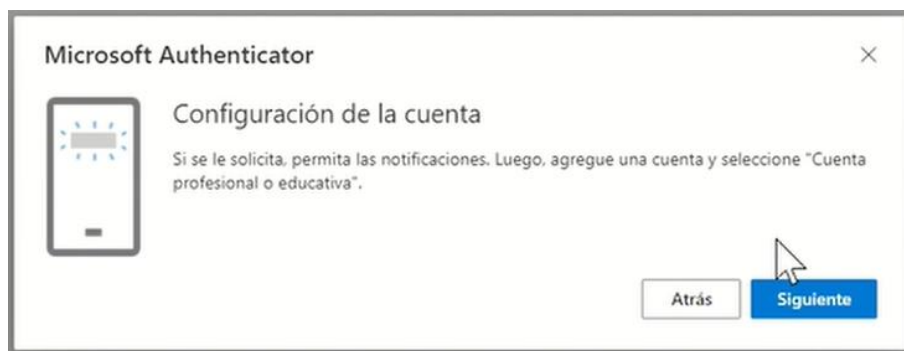 Microsoft Authenticator
Configuración de la cuenta
Si se le solicita, permita las notificaciones. Luego, agregue una cuenta y seleccione "Cuenta
profesional o educativa".
Atrás
Siguiente